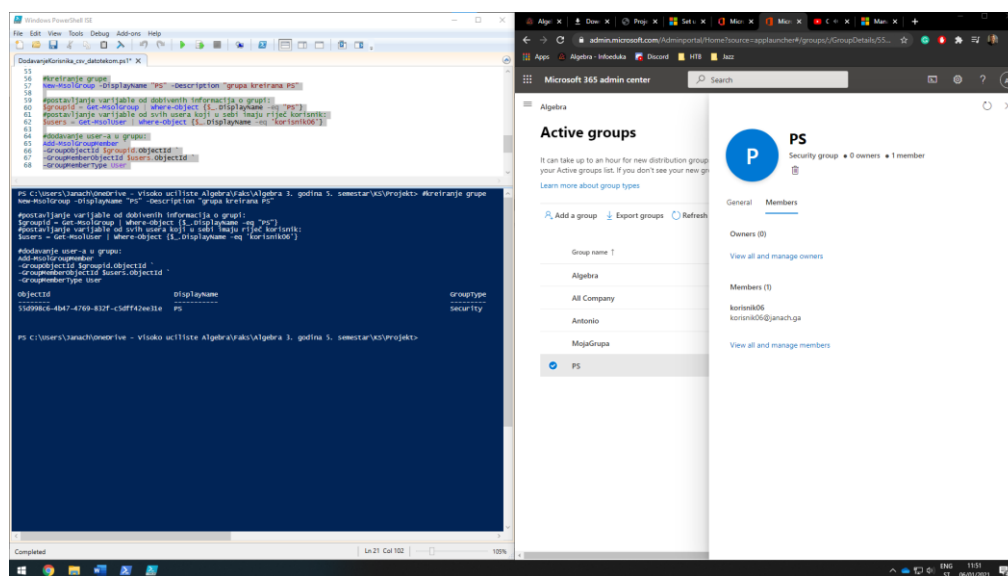 Windows PowerShell ISE
File Edit View Tools Debug Add-ons Help
DodavanjeKorisnika_csv_datotekom.ps1* X
55
56 #kreiranje grupe
57 New-MsolGroup -DisplayName "PS" -Description "grupa kreirana PS"
58
59 #postavljanje varijable od dobivenih informacija o grupi:
60 $groupid = Get-MsolGroup | Where-Object {$_.DisplayName -eq "PS"}
61 #postavljanje varijable od svih usera koji u sebi imaju riječ korisnik:
62 $users = Get-MsolUser | Where-Object {$_.DisplayName -eq 'korisnik06'}
63
64 #dodavanje user-a u grupu:
65 Add-MsolGroupMember `
66 -GroupObjectId $groupid.ObjectId `
67 -GroupMemberObjectId $users.ObjectId `
68 -GroupMemberType User
PS C:\Users\Janach\OneDrive - Visoko uciliste Algebra\Faks\Algebra 3. godina 5. semestar\KS\Projekt> #kreiranje grupe
New-MsolGroup -DisplayName "PS" -Description "grupa kreirana PS"
#postavljanje varijable od dobivenih informacija o grupi:
$groupid = Get-MsolGroup | Where-Object {$_.DisplayName -eq "PS"}
#postavljanje varijable od svih usera koji u sebi imaju riječ korisnik:
$users = Get-MsolUser | Where-Object {$_.DisplayName -eq 'korisnik06'}
#dodavanje user-a u grupu:
Add-MsolGroupMember `
-GroupObjectId $groupid.ObjectId `
-GroupMemberObjectId $users.ObjectId `
-GroupMemberType User
ObjectId DisplayName GroupType
-------- ----------- ---------
55d998c6-4b47-4769-832f-c5dff42ee31e PS Security
PS C:\Users\Janach\OneDrive - Visoko uciliste Algebra\Faks\Algebra 3. godina 5. semestar\KS\Projekt>
Completed Ln 21 Col 102 105%
Alge Dow Proje Set u Micr Micr Man
admin.microsoft.com/Adminportal/Home?source=applauncher#/groups/:/GroupDetails/55...
Apps Algebra - Infoeduka Discord HTB Jazz
Microsoft 365 admin center Search
Algebra
Active groups
It can take up to an hour for new distribution group
your Active groups list. If you don't see your new gr
Learn more about group types
Add a group Export groups Refresh
Group name ↑
Algebra
All Company
Antonio
MojaGrupa
PS
P
PS
Security group • 0 owners • 1 member
General Members
Owners (0)
View all and manage owners
Members (1)
korisnik06
korisnik06@janach.ga
View all and manage members
ENG 11:51
ST 06/01/2021